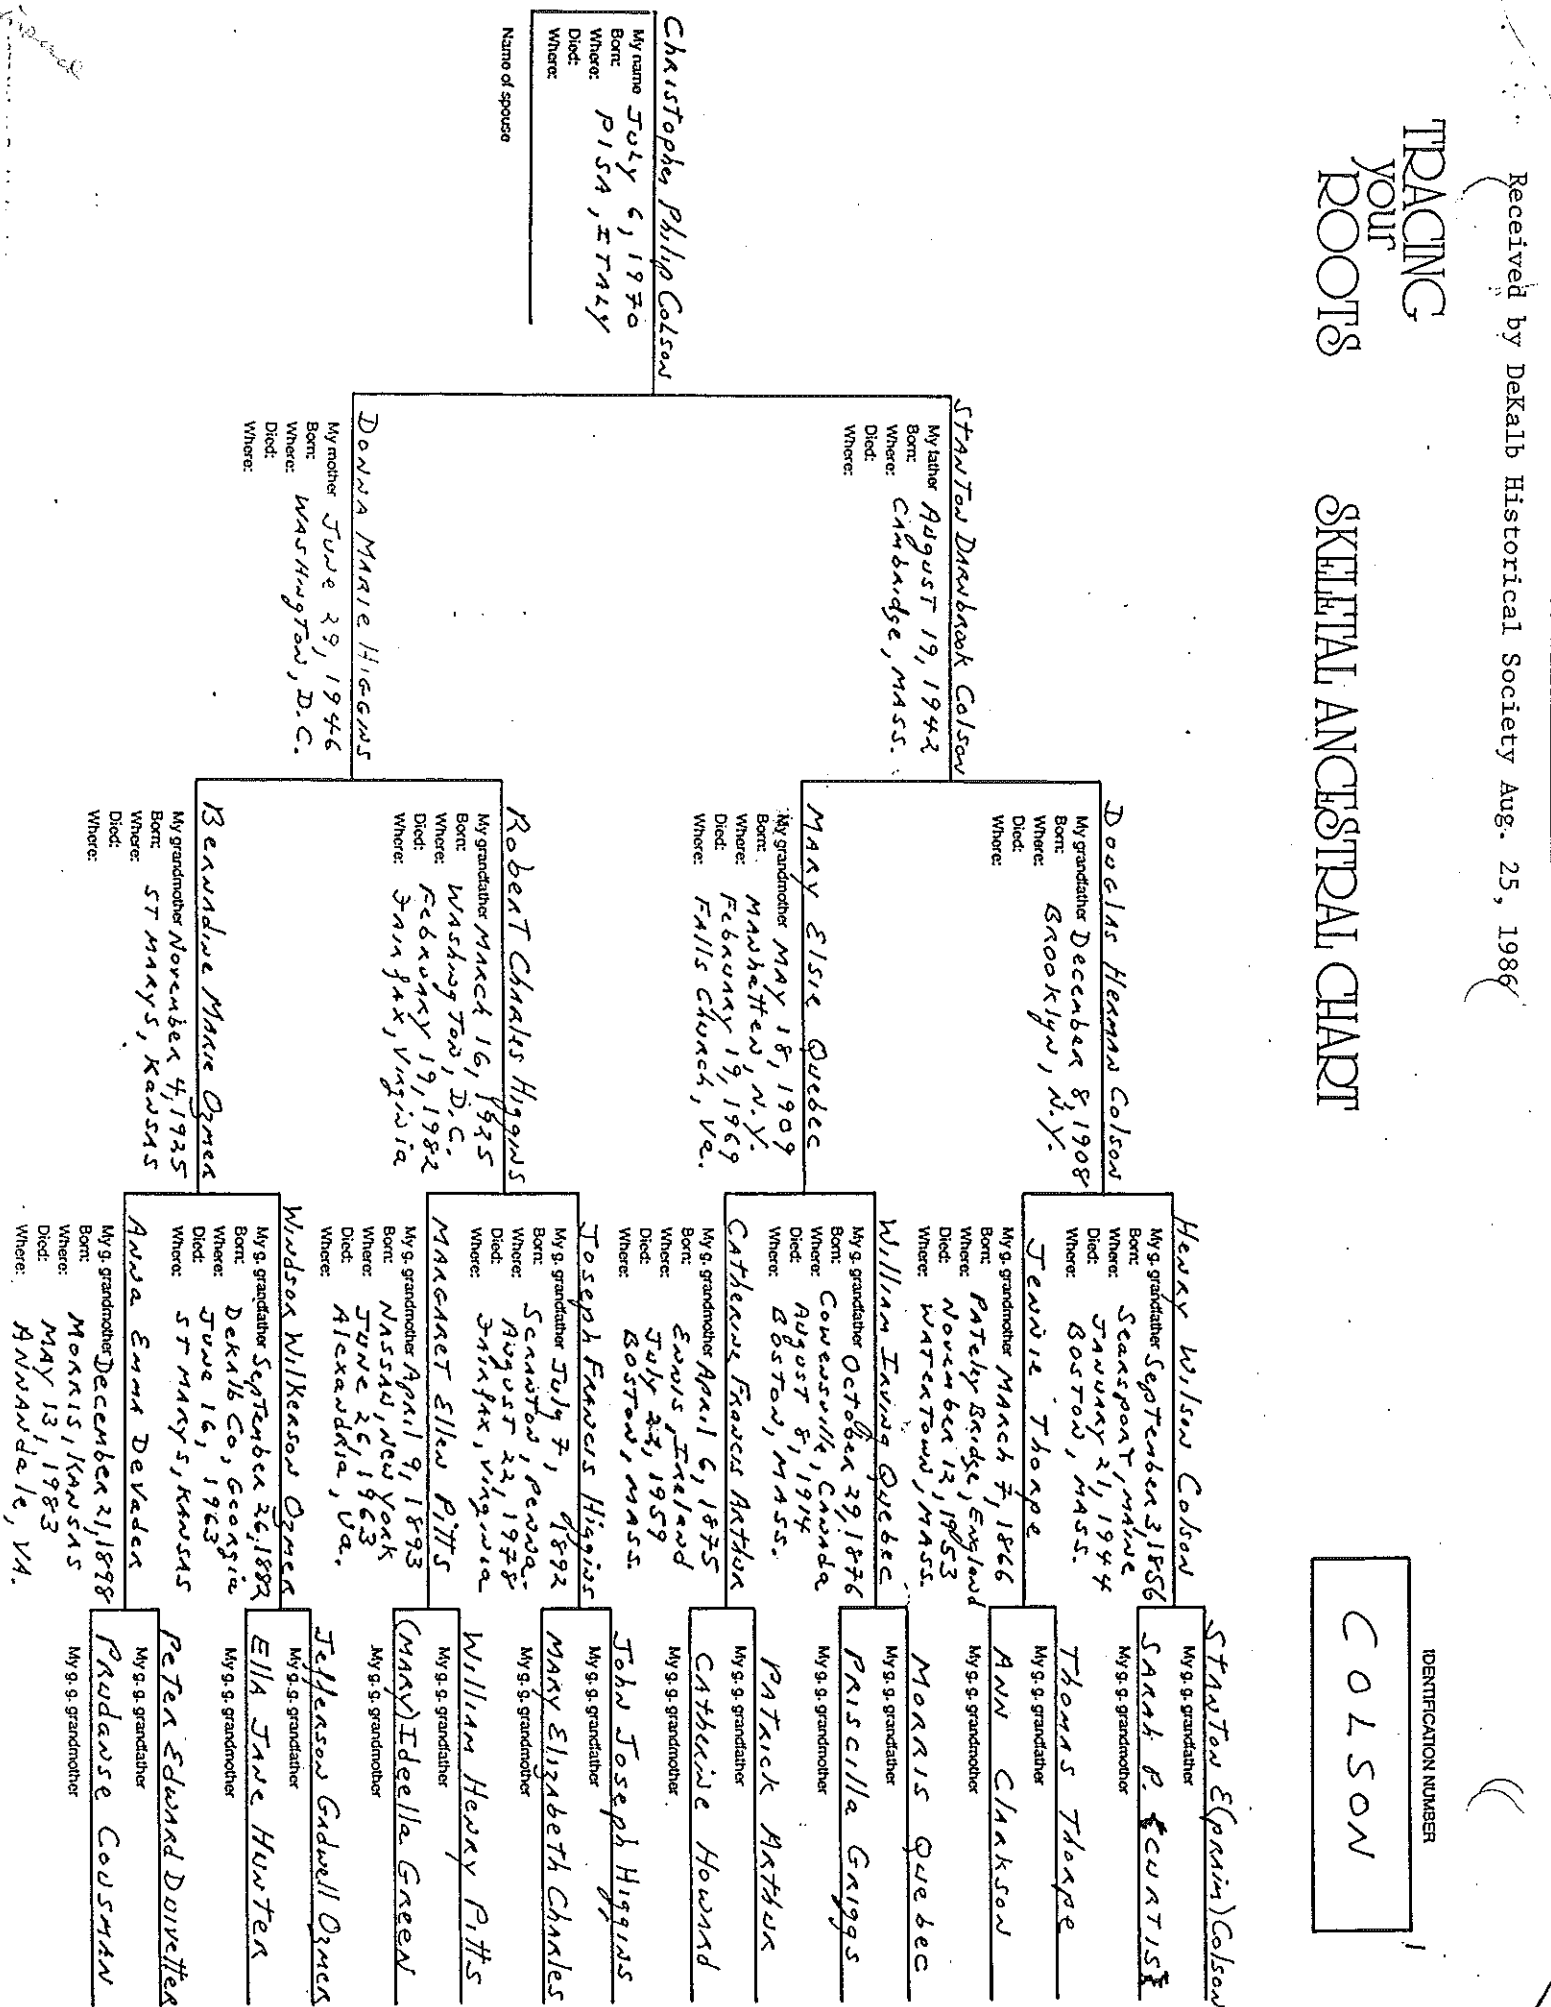 Received by DeKalb Historical Society Aug. 25, 1986
TRACING
your
ROOTS
SKELETAL ANCESTRAL CHART
IDENTIFICATION NUMBER
COLSON
Christopher Philip Colson
My name July 6, 1970
Born:
Where: PISA, ITALY
Died:
Where:
Name of spouse
STANTON DARNbrook Colson
My father August 19, 1942
Born:
Where: CAMbridge, MASS.
Died:
Where:
DONNA MARIE HIGGINS
My mother June 29, 1946
Born:
Where: WASHINgTON, D.C.
Died:
Where:
DOUGLAS HERMAN Colson
My grandfather December 8, 1908
Born:
Where: BROOKlyN, N.Y.
Died:
Where:
MARY ElSIE Quebec
My grandmother MAY 18, 1909
Born: MANhatteN, N.Y.
Where: February 19, 1969
Died:
Where: FAlls Church, Va.
RobeRT ChARles HiggiNS
My grandfather MARCH 16, 1925
Born: WAShiNgTON, D.C.
Where: FebRUARY 19, 1982
Died:
Where: FAIRfAX, ViRgiNia
BeRNAdiNe MARIE OzmeR
My grandmother November 4, 1925
Born:
Where: ST MARYS, KANSAS
Died:
Where:
HeNRY WilsoN Colson
My g. grandfather September 3, 1856
Born: SeARSpORT, MAiNe
Where: JANUARY 21, 1944
Died: BOSTON, MASS.
Where:
JeNNie Thorpe
My g. grandmother MARCH 7, 1866
Born: PATeley BRidge, ENglaNd
Where: NovembeR 12, 1953
Died:
Where: WATERTOWN, MASS.
WilliAM IRviNg Quebec
My g. grandfather OctobeR 29, 1876
Born:
Where: CoweNsville, CANAdA
Died: AUgUST 8, 1914
Where: BOSTON, MASS.
CATheRiNe FRANcis ARThUR
My g. grandmother ApRil 6, 1875
Born: ENNiS, IRelaNd
Where: July 27, 1959
Died: BOSTON, MASS.
Where:
Joseph FRANcis HiggiNS
My g. grandfather July 7, 1892
Born: ScRANTON, PeNNa.
Where: AUgUST 22, 1978
Died: FAIRfAX, ViRgiNia
Where:
MARGARET EllEN PiTTS
My g. grandmother ApRil 9, 1893
Born: NASSAU, NeW YoRK
Where: JUNE 26, 1963
Died: AlexANdRiA, VA.
Where:
WiNdsoR WilkeRsoN OzmeR
My g. grandfather SepTembeR 26, 1882
Born: DekAlb Co, GeoRgia
Where: JUNe 16, 1963
Died:
Where: ST MARYS, KANSAS
ANNA EmmA DeVadeR
My g. grandmother DecembeR 21, 1898
Born: MORRIS, KANSAS
Where: MAY 13, 1983
Died:
Where: ANNANdAle, VA.
STANTON E(phRAim) Colson
My g. g. grandfather
SARAh P. CURTIS
My g. g. grandmother
ThomAS ThoRpe
My g. g. grandfather
ANN ClARKSON
My g. g. grandmother
MORRIS Quebec
My g. g. grandfather
PRiscillA GRiggS
My g. g. grandmother
PATRick ARThUR
My g. g. grandfather
CATheRiNe HowARd
My g. g. grandmother
JohN Joseph HiggiNS
My g. g. grandfather
MARY ElizAbeth ChARles
My g. g. grandmother
WilliAM HeNRY PiTTS
My g. g. grandfather
(MARY) Ideella GReeN
My g. g. grandmother
JeffeRsoN GAdwell OzmeR
My g. g. grandfather
EllA JANe HUNTeR
My g. g. grandmother
PeTeR EdwARd Duivetter
My g. g. grandfather
PRudANse CousmAN
My g. g. grandmother